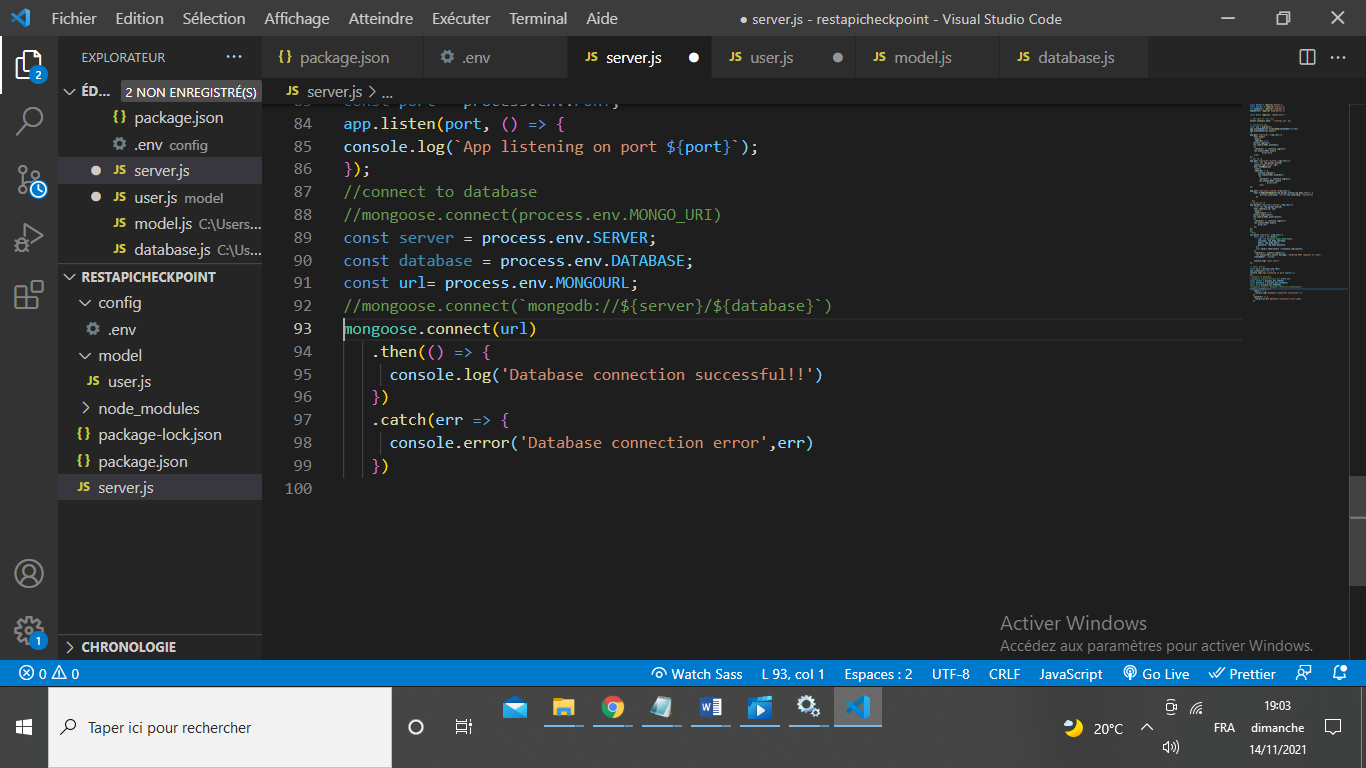 Fichier Edition Sélection Affichage Atteindre Exécuter Terminal Aide ● server.js - restapicheckpoint - Visual Studio Code
EXPLORATEUR ···
{} package.json .env JS server.js ● JS user.js ● JS model.js JS database.js
2
ÉD... 2 NON ENREGISTRÉ(S)
{} package.json
.env config
● JS server.js
● JS user.js model
JS model.js C:\Users...
JS database.js C:\Us...
RESTAPICHECKPOINT
config
.env
model
JS user.js
node_modules
{} package-lock.json
{} package.json
JS server.js
CHRONOLOGIE
1
JS server.js > ...
83 const port = process.env.PORT;
84 app.listen(port, () => {
85 console.log(`App listening on port ${port}`);
86 });
87 //connect to database
88 //mongoose.connect(process.env.MONGO_URI)
89 const server = process.env.SERVER;
90 const database = process.env.DATABASE;
91 const url= process.env.MONGOURL;
92 //mongoose.connect(`mongodb://${server}/${database}`)
93 mongoose.connect(url)
94 .then(() => {
95 console.log('Database connection successful!!')
96 })
97 .catch(err => {
98 console.error('Database connection error',err)
99 })
100
Activer Windows
Accédez aux paramètres pour activer Windows.
0 0 Watch Sass L 93, col 1 Espaces : 2 UTF-8 CRLF JavaScript Go Live Prettier
Taper ici pour rechercher
20°C FRA
19:03
dimanche
14/11/2021